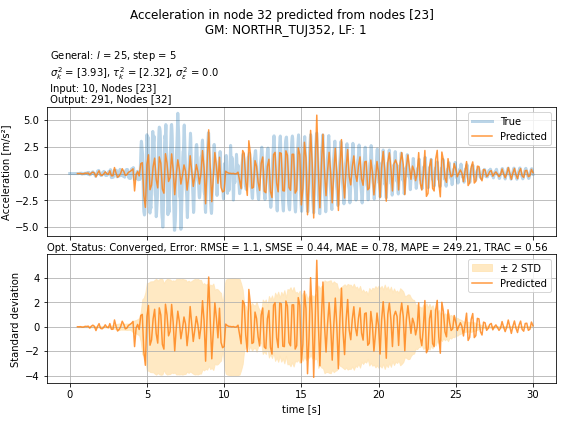 Acceleration in node 32 predicted from nodes [23]
GM: NORTHR_TUJ352, LF: 1
General: l = 25, step = 5
σ²ₖ = [3.93], τ²ₖ = [2.32], σ²ε = 0.0
Input: 10, Nodes [23]
Output: 291, Nodes [32]
Acceleration [m/s²]
5.0
2.5
0.0
−2.5
−5.0
True
Predicted
Opt. Status: Converged, Error: RMSE = 1.1, SMSE = 0.44, MAE = 0.78, MAPE = 249.21, TRAC = 0.56
Standard deviation
4
2
0
−2
−4
± 2 STD
Predicted
0 5 10 15 20 25 30
time [s]